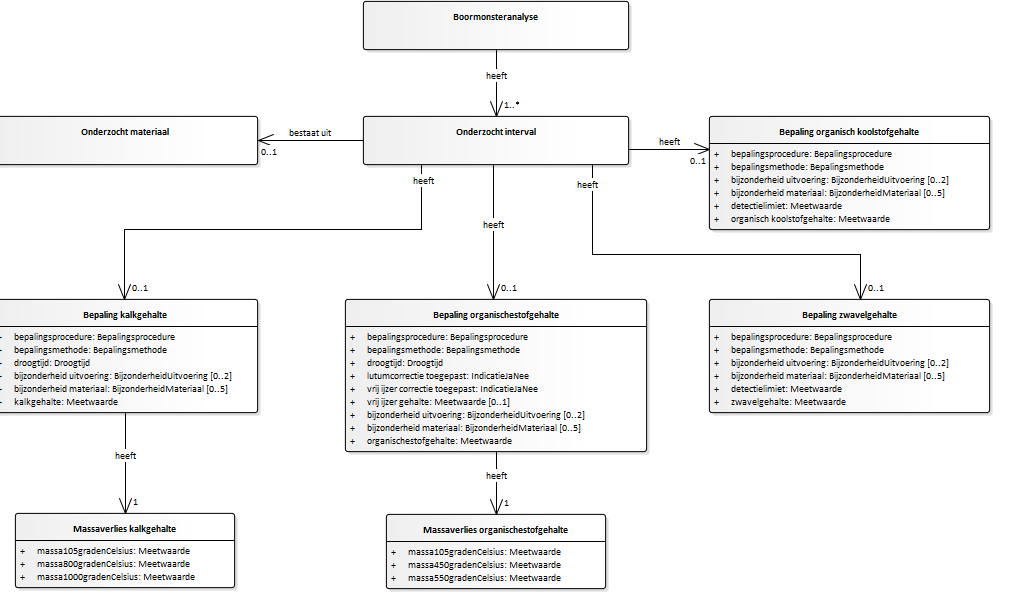 Boormonsteranalyse
heeft
1..*
Onderzocht materiaal
bestaat uit
0..1
Onderzocht interval
heeft
0..1
Bepaling organisch koolstofgehalte
+ bepalingsprocedure: Bepalingsprocedure
+ bepalingsmethode: Bepalingsmethode
+ bijzonderheid uitvoering: BijzonderheidUitvoering [0..2]
+ bijzonderheid materiaal: BijzonderheidMateriaal [0..5]
+ detectielimiet: Meetwaarde
+ organisch koolstofgehalte: Meetwaarde
heeft
heeft
heeft
0..1
0..1
0..1
Bepaling kalkgehalte
bepalingsprocedure: Bepalingsprocedure
bepalingsmethode: Bepalingsmethode
droogtijd: Droogtijd
bijzonderheid uitvoering: BijzonderheidUitvoering [0..2]
bijzonderheid materiaal: BijzonderheidMateriaal [0..5]
kalkgehalte: Meetwaarde
Bepaling organischestofgehalte
+ bepalingsprocedure: Bepalingsprocedure
+ bepalingsmethode: Bepalingsmethode
+ droogtijd: Droogtijd
+ lutumcorrectie toegepast: IndicatieJaNee
+ vrij ijzer correctie toegepast: IndicatieJaNee
+ vrij ijzer gehalte: Meetwaarde [0..1]
+ bijzonderheid uitvoering: BijzonderheidUitvoering [0..2]
+ bijzonderheid materiaal: BijzonderheidMateriaal [0..5]
+ organischestofgehalte: Meetwaarde
Bepaling zwavelgehalte
+ bepalingsprocedure: Bepalingsprocedure
+ bepalingsmethode: Bepalingsmethode
+ bijzonderheid uitvoering: BijzonderheidUitvoering [0..2]
+ bijzonderheid materiaal: BijzonderheidMateriaal [0..5]
+ detectielimiet: Meetwaarde
+ zwavelgehalte: Meetwaarde
heeft
1
heeft
1
Massaverlies kalkgehalte
+ massa105gradenCelsius: Meetwaarde
+ massa800gradenCelsius: Meetwaarde
+ massa1000gradenCelsius: Meetwaarde
Massaverlies organischestofgehalte
+ massa105gradenCelsius: Meetwaarde
+ massa450gradenCelsius: Meetwaarde
+ massa550gradenCelsius: Meetwaarde